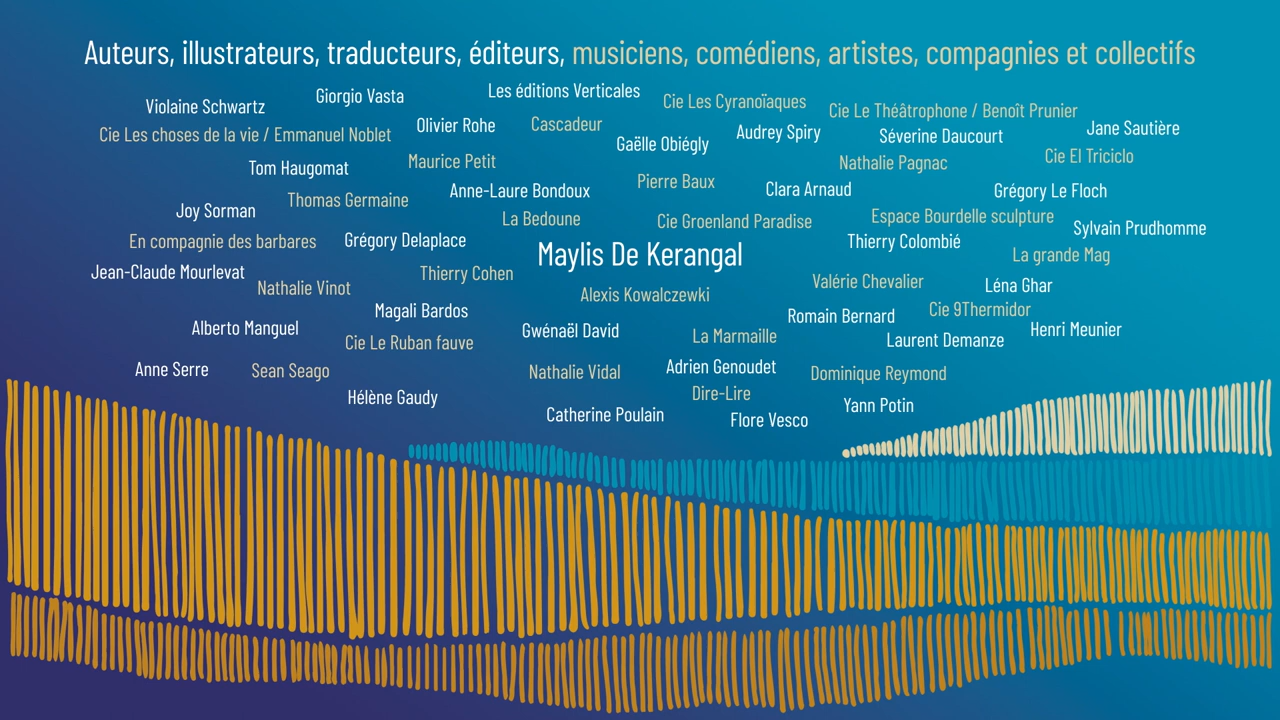 Auteurs, illustrateurs, traducteurs, éditeurs, musiciens, comédiens, artistes, compagnies et collectifs
Violaine Schwartz
Giorgio Vasta
Les éditions Verticales
Cie Les Cyranoïaques
Cie Le Théâtrophone / Benoît Prunier
Cie Les choses de la vie / Emmanuel Noblet
Olivier Rohe
Cascadeur
Gaëlle Obiégly
Audrey Spiry
Séverine Daucourt
Jane Sautière
Tom Haugomat
Maurice Petit
Nathalie Pagnac
Cie El Triciclo
Thomas Germaine
Anne-Laure Bondoux
Pierre Baux
Clara Arnaud
Grégory Le Floch
Joy Sorman
La Bedoune
Cie Groenland Paradise
Espace Bourdelle sculpture
Sylvain Prudhomme
En compagnie des barbares
Grégory Delaplace
Maylis De Kerangal
Thierry Colombié
La grande Mag
Jean-Claude Mourlevat
Nathalie Vinot
Thierry Cohen
Alexis Kowalczewki
Valérie Chevalier
Léna Ghar
Magali Bardos
Romain Bernard
Cie 9Thermidor
Alberto Manguel
Cie Le Ruban fauve
Gwénaël David
La Marmaille
Laurent Demanze
Henri Meunier
Anne Serre
Sean Seago
Nathalie Vidal
Adrien Genoudet
Dominique Reymond
Hélène Gaudy
Dire-Lire
Catherine Poulain
Flore Vesco
Yann Potin